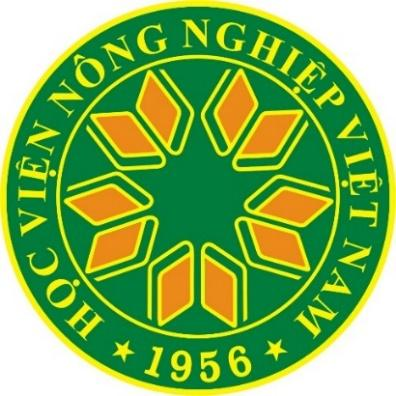 HỌC VIỆN NÔNG NGHIỆP VIỆT NAM
★ 1956 ★